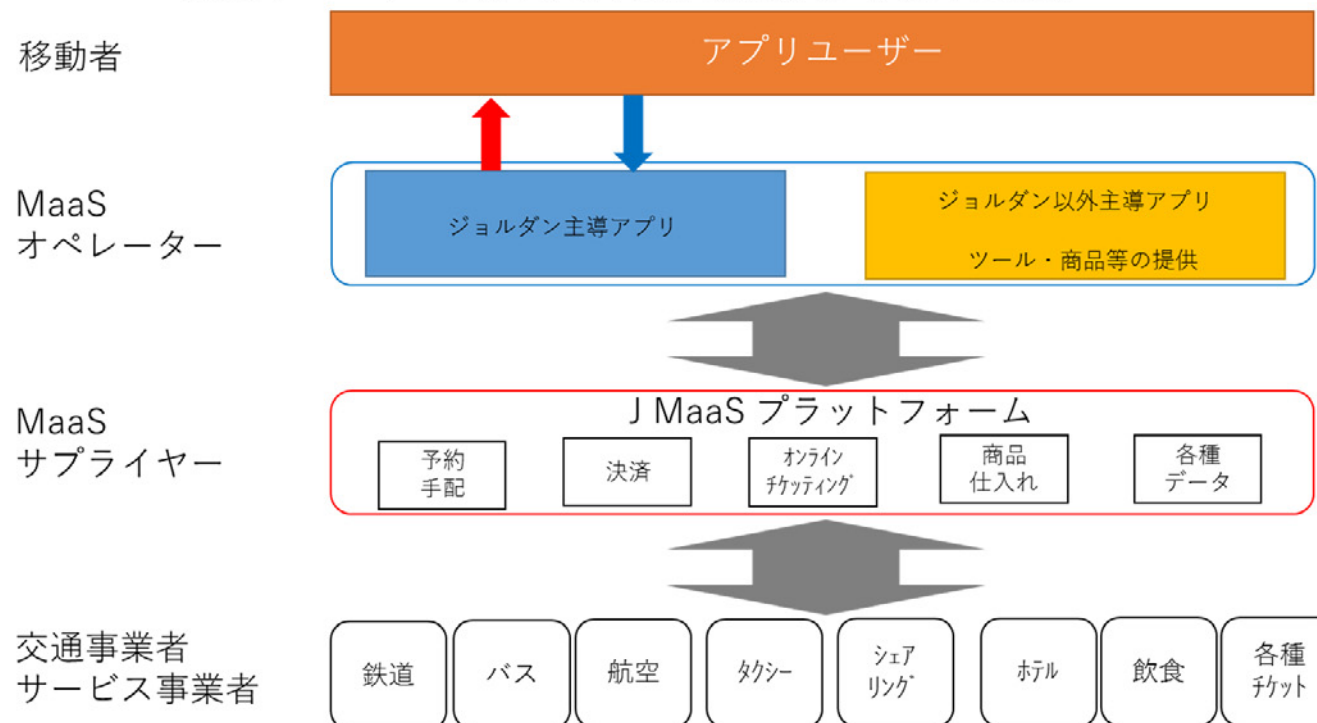 移動者
アプリユーザー
MaaS
オペレーター
ジョルダン主導アプリ
ジョルダン以外主導アプリ
ツール・商品等の提供
MaaS
サプライヤー
J MaaS プラットフォーム
予約
手配
決済
ｵﾝﾗｲﾝ
ﾁｹｯﾃｨﾝｸﾞ
商品
仕入れ
各種
データ
交通事業者
サービス事業者
鉄道
バス
航空
ﾀｸｼｰ
ｼｪｱ
ﾘﾝｸﾞ
ﾎﾃﾙ
飲食
各種
ﾁｹｯﾄ